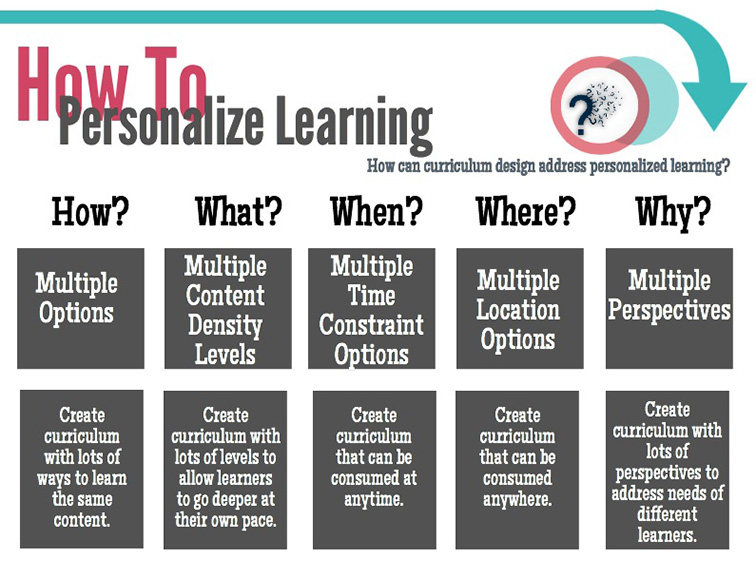 How To
Personalize Learning
?
How can curriculum design address personalized learning?
How?
What?
When?
Where?
Why?
Multiple
Options
Multiple
Content
Density
Levels
Multiple
Time
Constraint
Options
Multiple
Location
Options
Multiple
Perspectives
Create
curriculum
with lots of
ways to learn
the same
content.
Create
curriculum with
lots of levels to
allow learners
to go deeper at
their own pace.
Create
curriculum
that can be
consumed at
anytime.
Create
curriculum
that can be
consumed
anywhere.
Create
curriculum with
lots of
perspectives to
address needs of
different
learners.